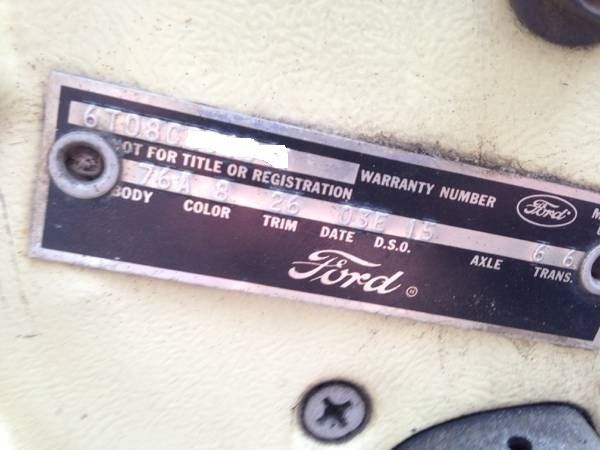 6T08C
NOT FOR TITLE OR REGISTRATION WARRANTY NUMBER Ford
76A 8 26 03E 15 6 6
BODY COLOR TRIM DATE D.S.O. AXLE TRANS.
Ford